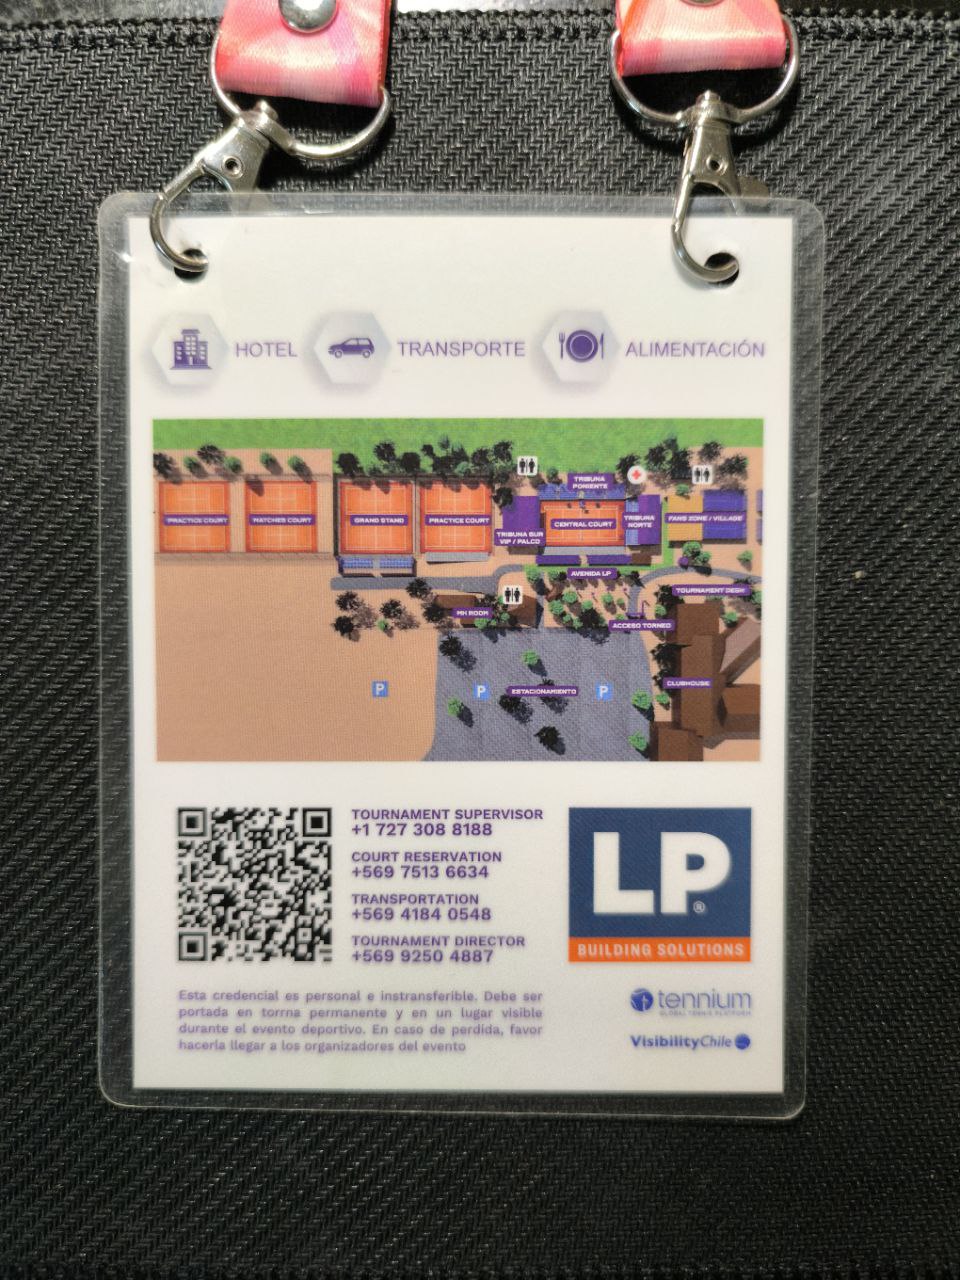 HOTEL
TRANSPORTE
ALIMENTACIÓN
TRIBUNA
PONIENTE
PRACTICE COURT
MATCHES COURT
GRAND STAND
PRACTICE COURT
CENTRAL COURT
TRIBUNA
NORTE
FANS ZONE / VILLAGE
TRIBUNA SUR
VIP / PALCO
AVENIDA LP
TOURNAMENT DESK
MH ROOM
ACCESO TORNEO
CLUBHOUSE
P
P
ESTACIONAMIENTO
P
TOURNAMENT SUPERVISOR
+1 727 308 8188
COURT RESERVATION
+569 7513 6634
TRANSPORTATION
+569 4184 0548
TOURNAMENT DIRECTOR
+569 9250 4887
LP®
BUILDING SOLUTIONS
Esta credencial es personal e instransferible. Debe ser
portada en torrna permanente y en un lugar visible
durante el evento deportivo. En caso de perdida, favor
hacerla llegar a los organizadores del evento
tennium
GLOBAL TENNIS PLATFORM
VisibilityChile